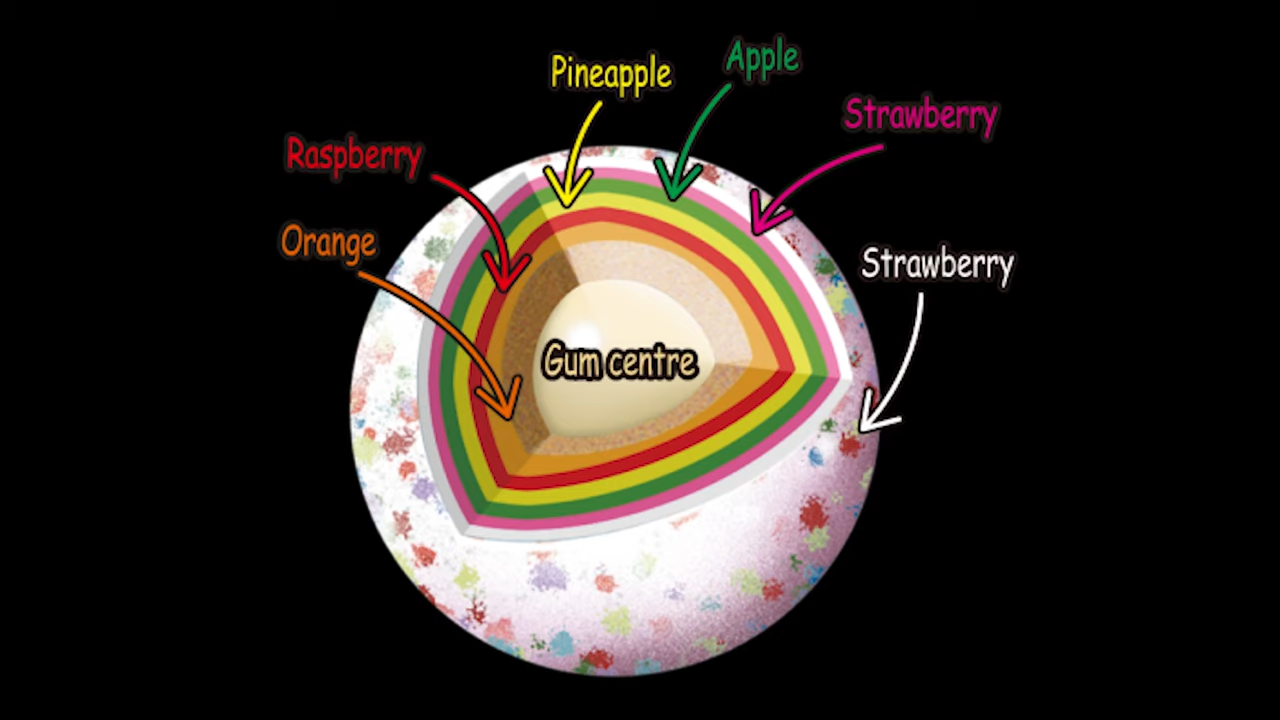 Pineapple
Apple
Strawberry
Raspberry
Orange
Strawberry
Gum centre